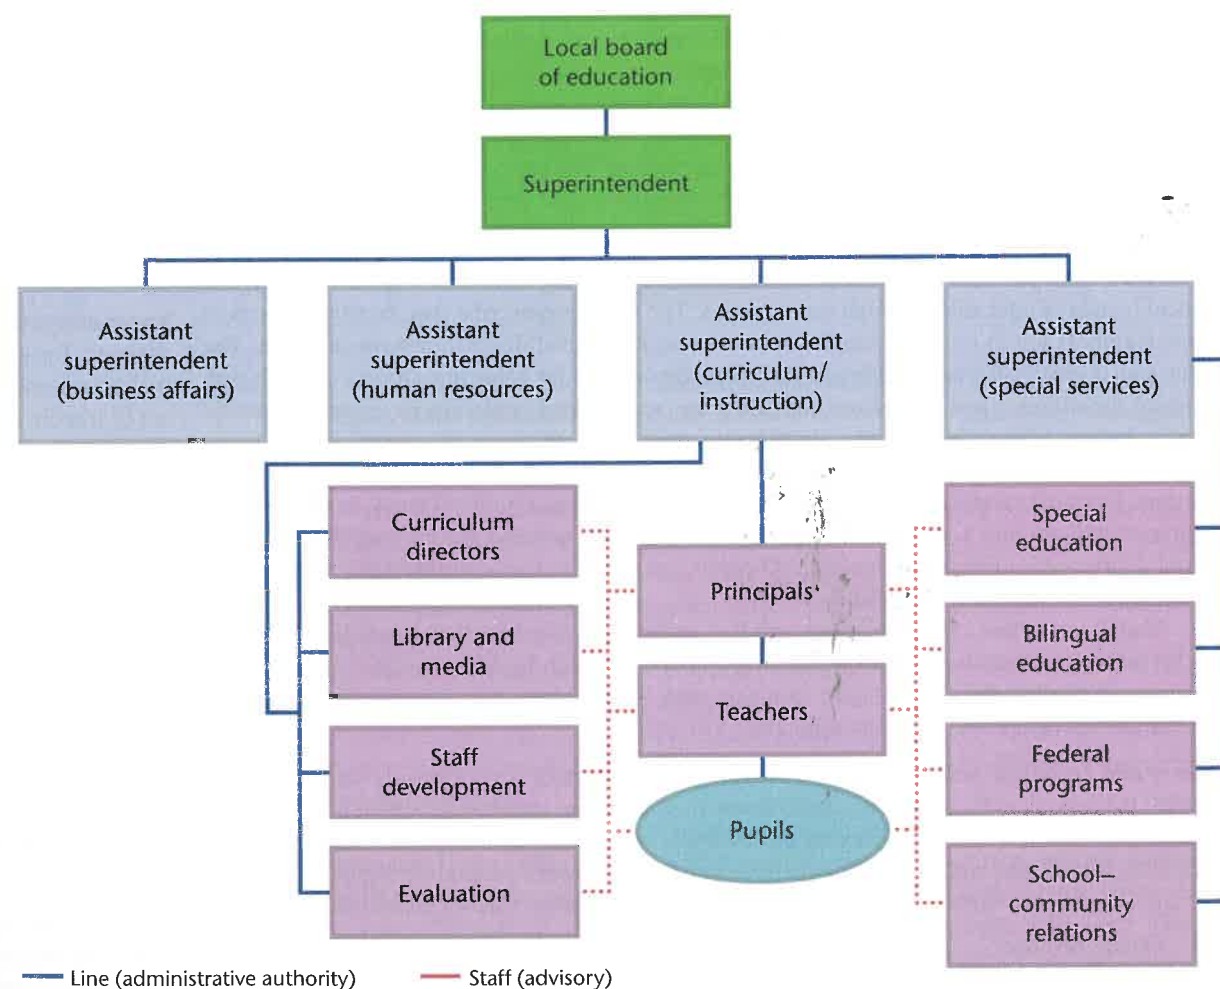 Local board
of education
Superintendent
Assistant
superintendent
(business affairs)
Assistant
superintendent
(human resources)
Assistant
superintendent
(curriculum/
instruction)
Assistant
superintendent
(special services)
Curriculum
directors
Library and
media
Staff
development
Evaluation
Principals
Teachers
Pupils
Special
education
Bilingual
education
Federal
programs
School–
community
relations
Line (administrative authority)
Staff (advisory)